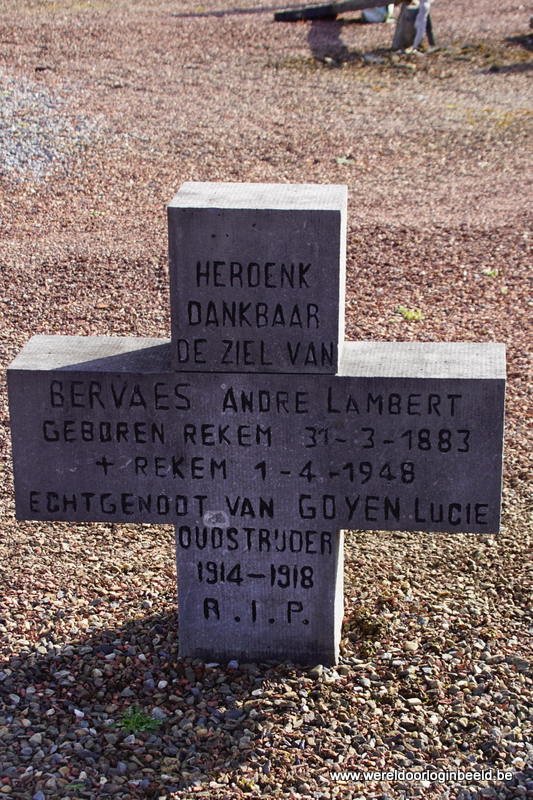 HERDENK
DANKBAAR
DE ZIEL VAN
BERVAES ANDRE LAMBERT
GEBOREN REKEM 31-3-1883
+ REKEM 1-4-1948
ECHTGENOOT VAN GOYEN LUCIE
OUDSTRIJDER
1914-1918
R.I.P.
www.wereldoorloginbeeld.be